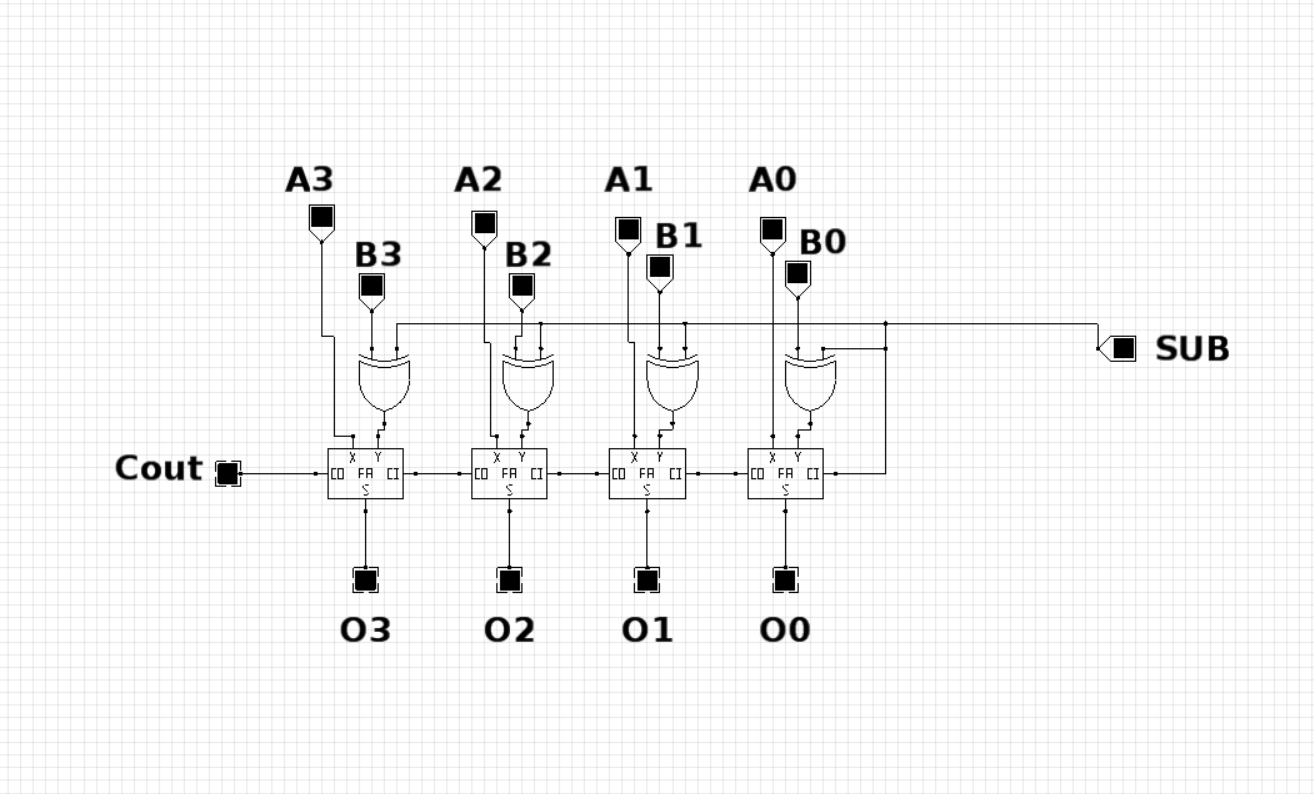 A3 A2 A1 A0
B3 B2 B1 B0
SUB
X Y X Y X Y X Y
Cout CO FA CI CO FA CI CO FA CI CO FA CI
S S S S
O3 O2 O1 O0